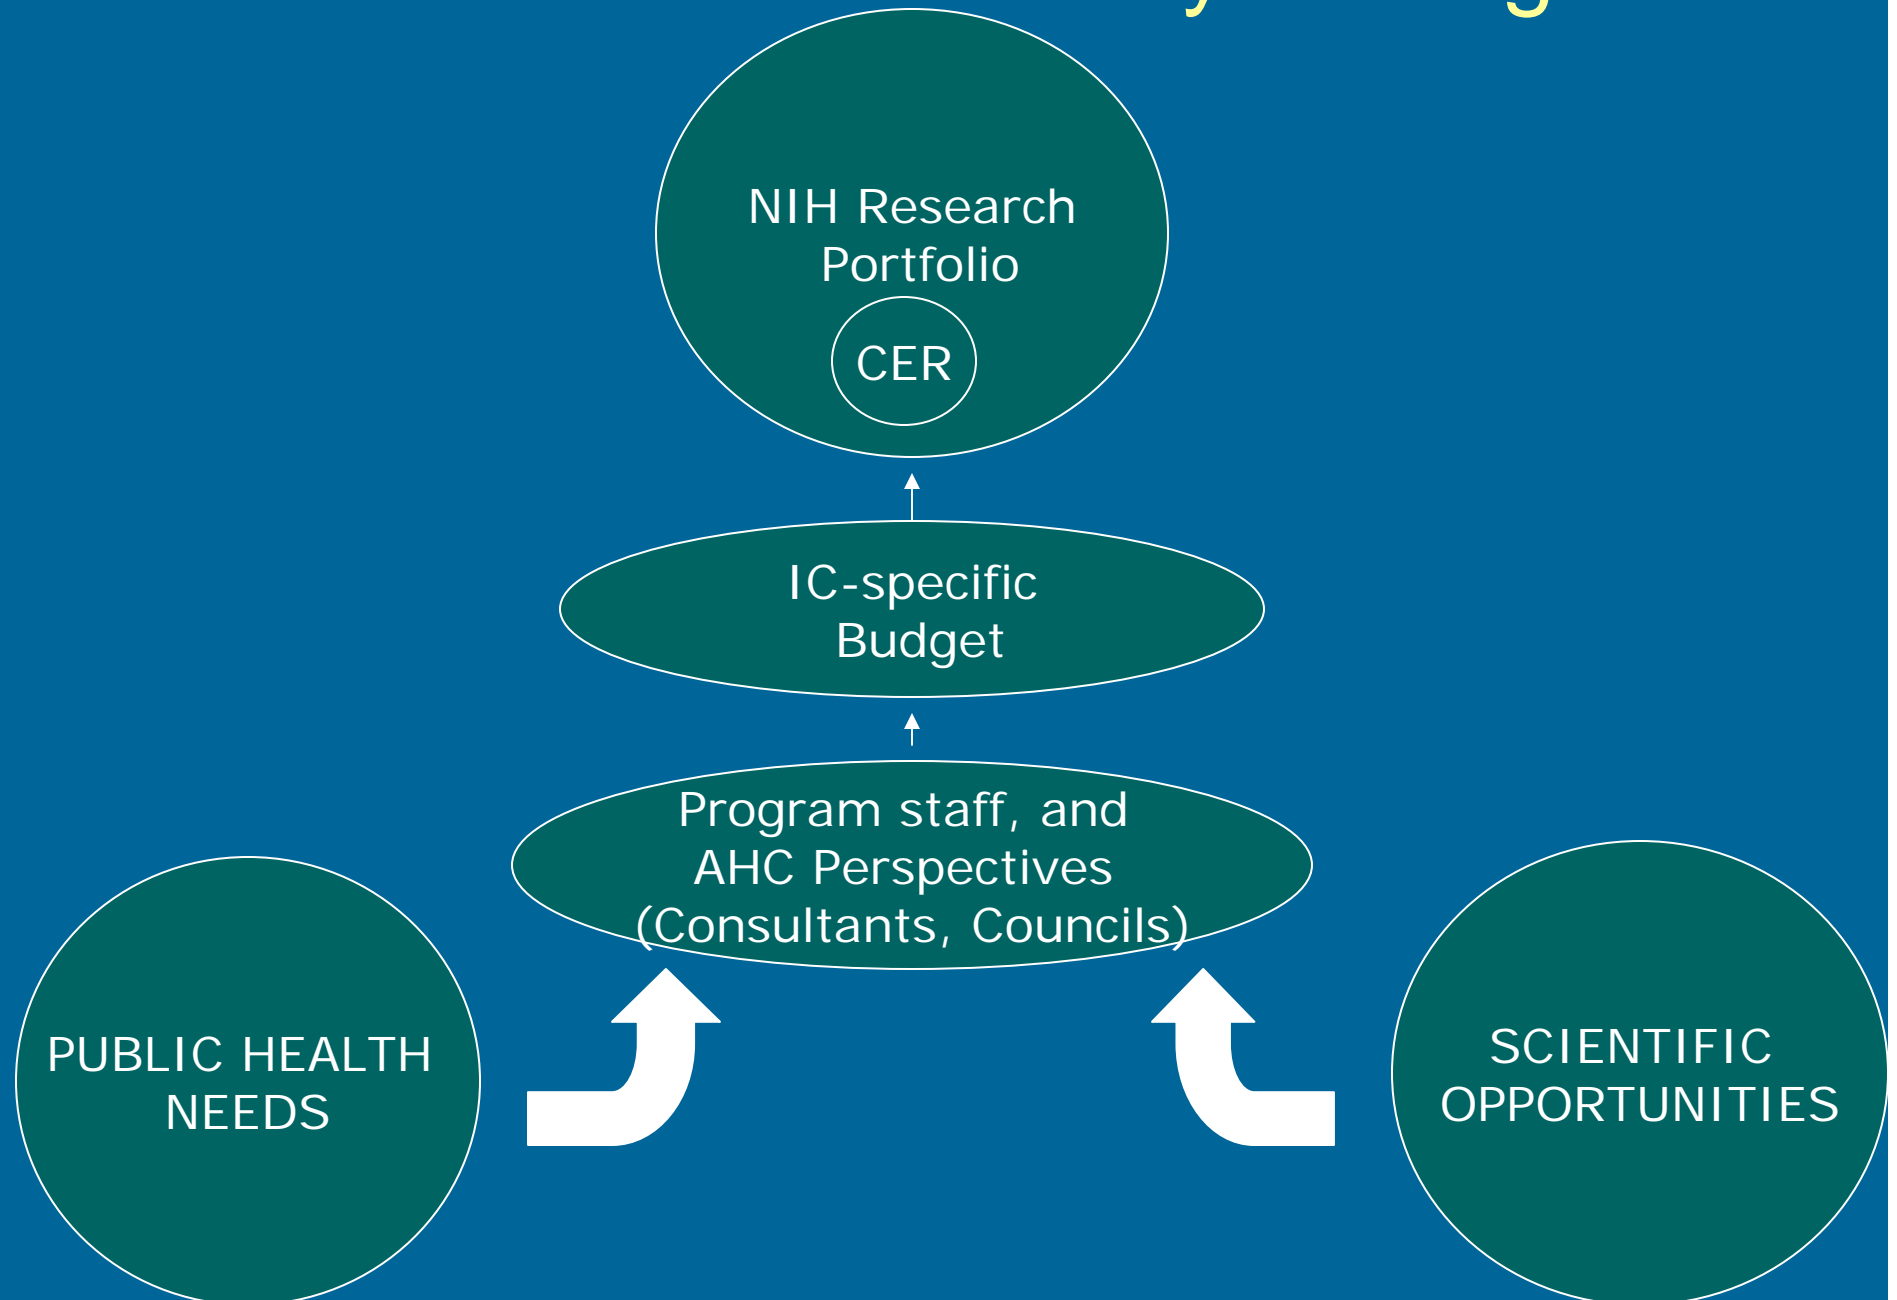 NIH Research
Portfolio
CER
IC-specific
Budget
Program staff, and
AHC Perspectives
(Consultants, Councils)
PUBLIC HEALTH
NEEDS
SCIENTIFIC
OPPORTUNITIES